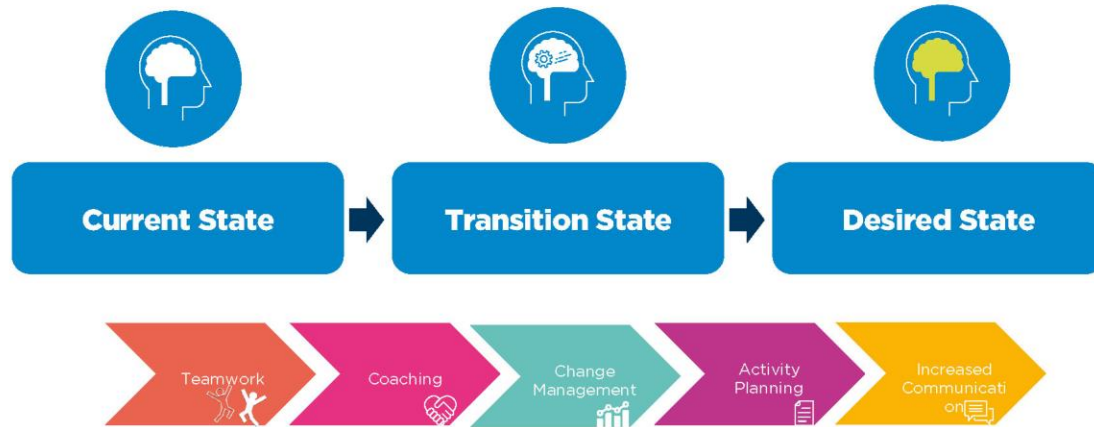 Current State
Transition State
Desired State
Teamwork
Coaching
Change
Management
Activity
Planning
Increased
Communicati
on